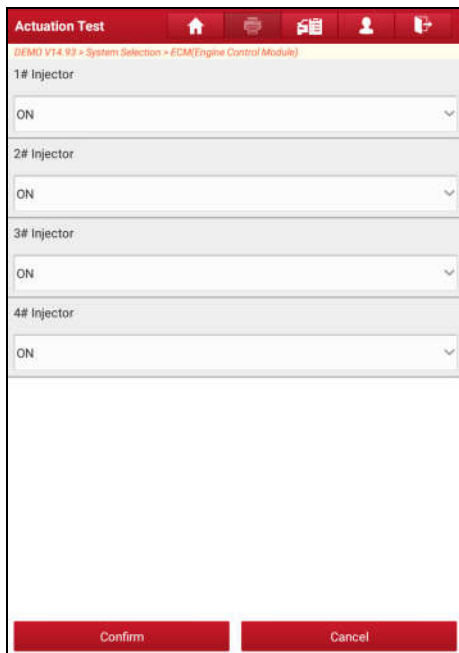 Actuation Test
DEMO V14.93 > System Selection > ECM(Engine Control Module)
1# Injector
ON
2# Injector
ON
3# Injector
ON
4# Injector
ON
Confirm Cancel